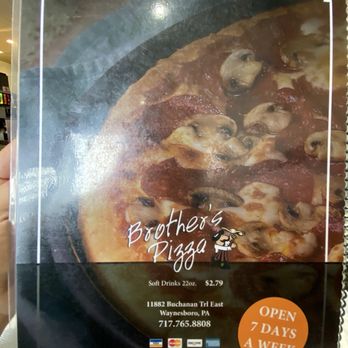 Brother's
Pizza
Soft Drinks 22oz. $2.79
11882 Buchanan Trl East
Waynesboro, PA
717.765.8808
OPEN
7 DAYS
A WEEK